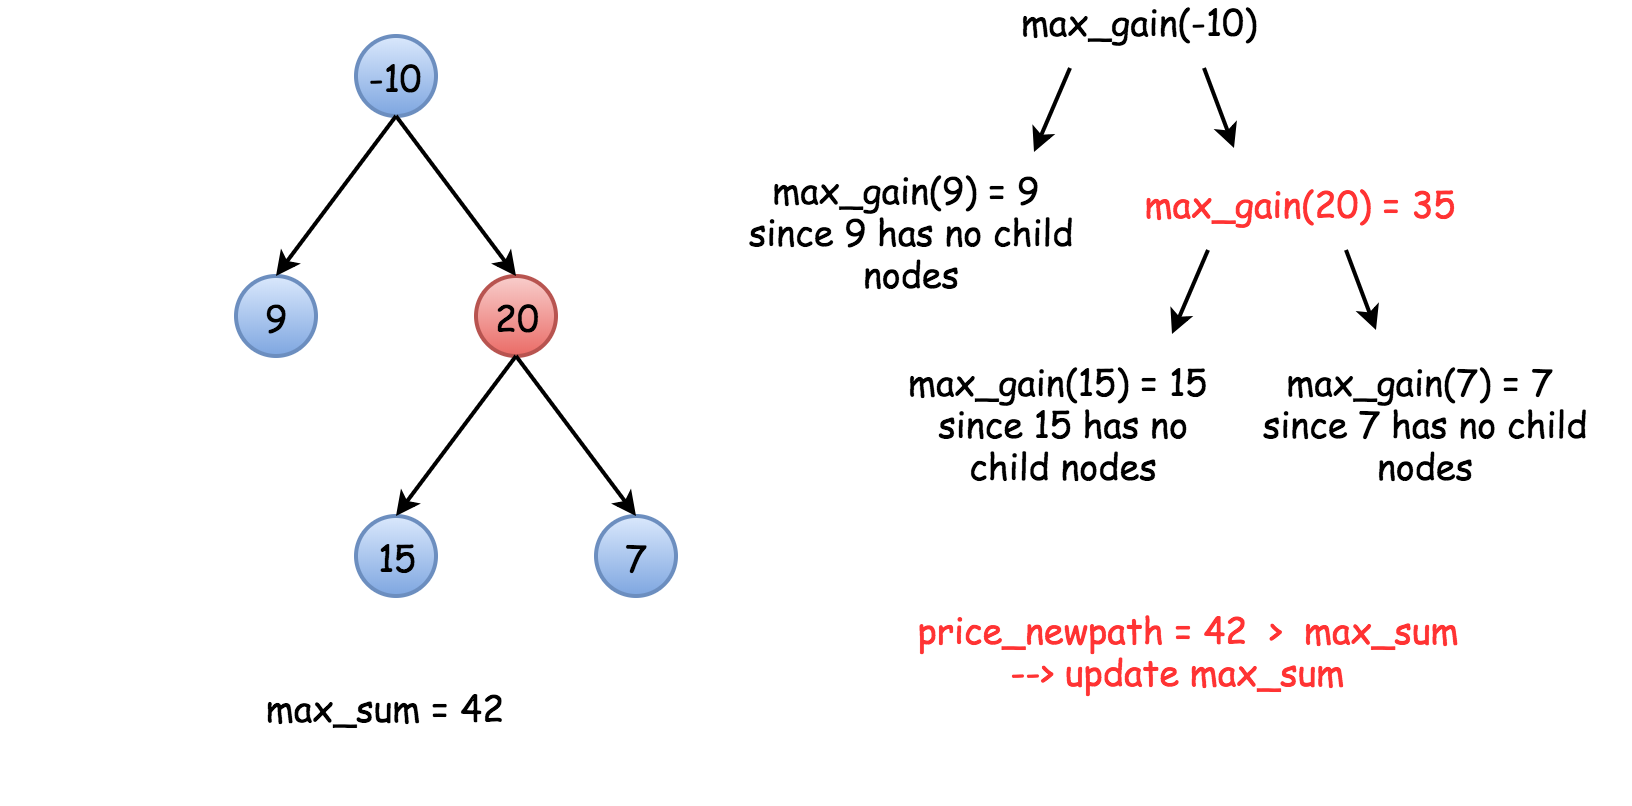 -10
9
20
15
7
max_sum = 42
max_gain(-10)
max_gain(9) = 9
since 9 has no child
nodes
max_gain(20) = 35
max_gain(15) = 15
since 15 has no
child nodes
max_gain(7) = 7
since 7 has no child
nodes
price_newpath = 42 > max_sum
--> update max_sum